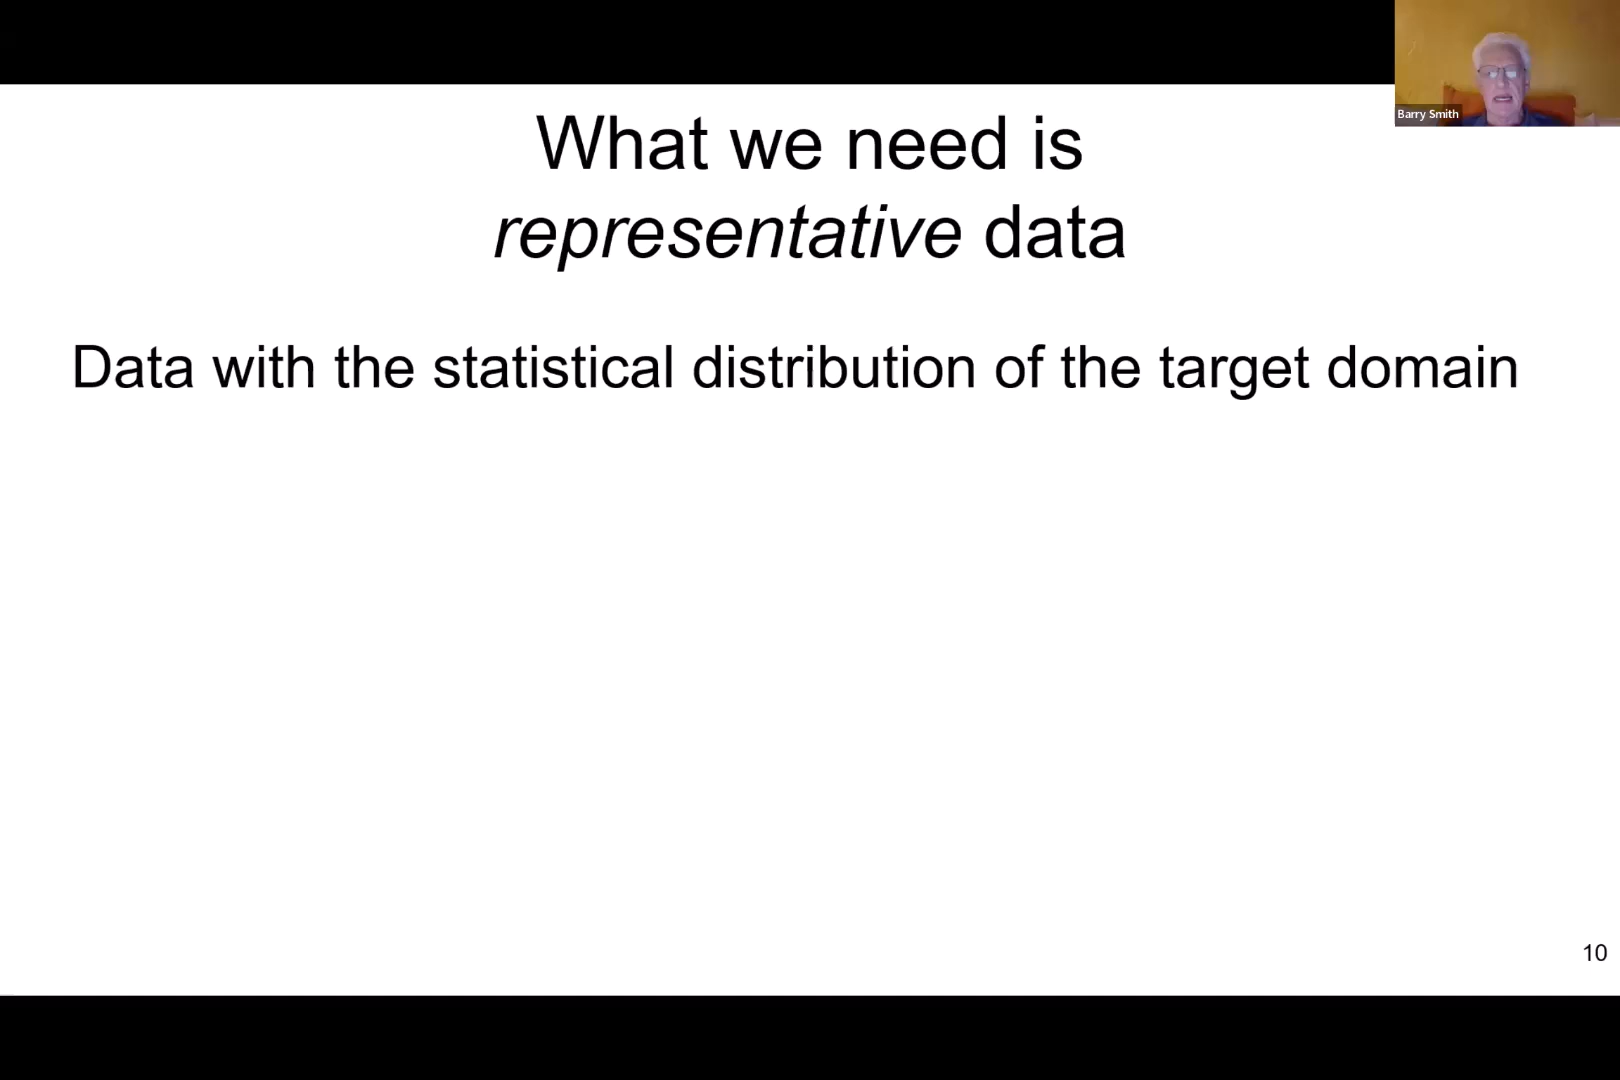 Barry Smith
What we need is
representative data
Data with the statistical distribution of the target domain
10